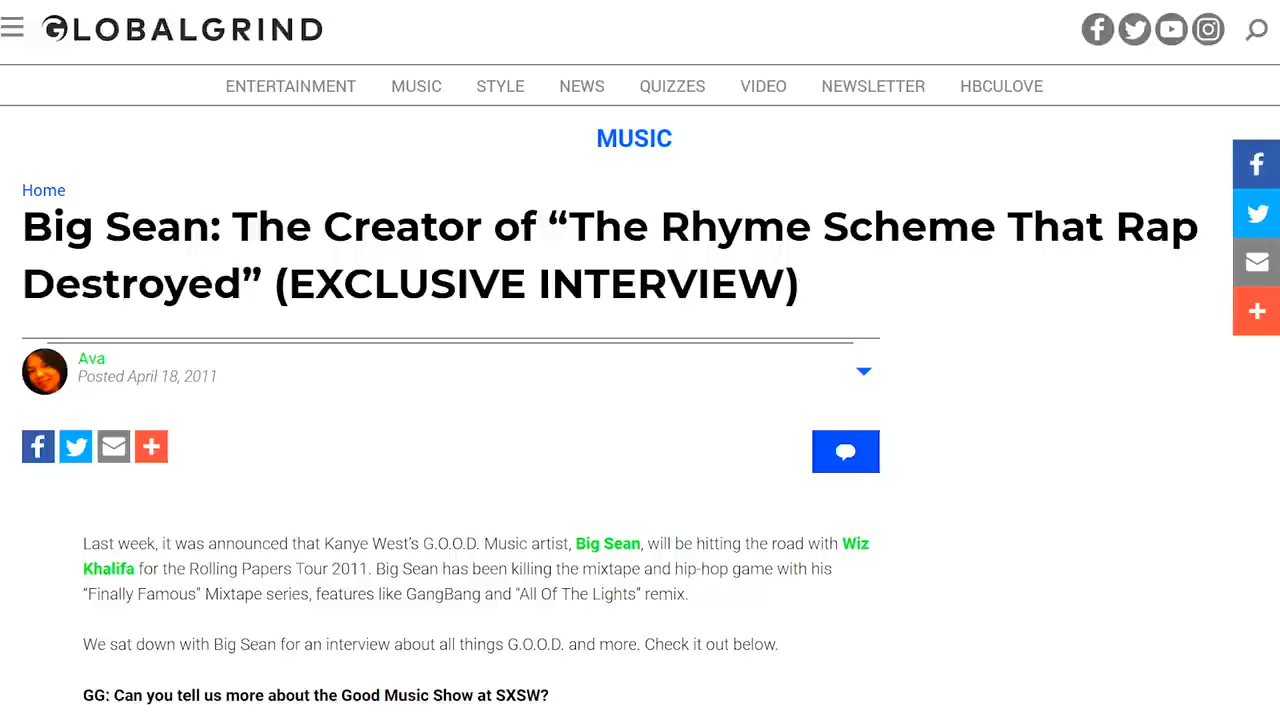 GLOBALGRIND
ENTERTAINMENT MUSIC STYLE NEWS QUIZZES VIDEO NEWSLETTER HBCULOVE
MUSIC
Home
Big Sean: The Creator of “The Rhyme Scheme That Rap
Destroyed” (EXCLUSIVE INTERVIEW)
Ava
Posted April 18, 2011
Last week, it was announced that Kanye West’s G.O.O.D. Music artist, Big Sean, will be hitting the road with Wiz
Khalifa for the Rolling Papers Tour 2011. Big Sean has been killing the mixtape and hip-hop game with his
“Finally Famous” Mixtape series, features like GangBang and “All Of The Lights” remix.
We sat down with Big Sean for an interview about all things G.O.O.D. and more. Check it out below.
GG: Can you tell us more about the Good Music Show at SXSW?